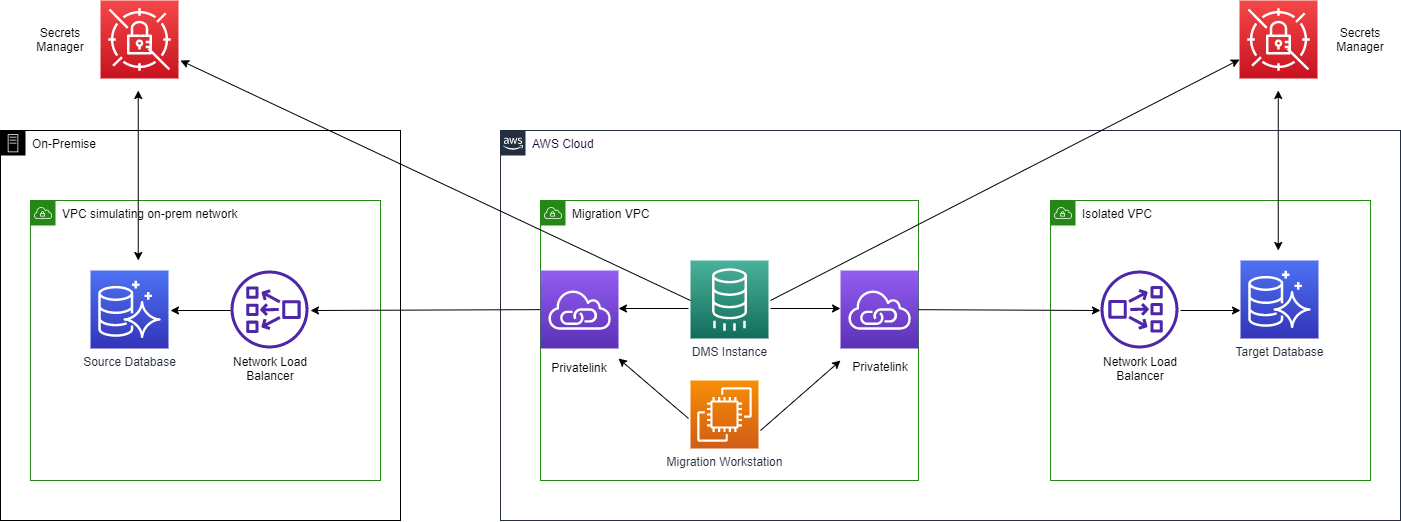 Secrets
Manager
Secrets
Manager
On-Premise
aws
AWS Cloud
VPC simulating on-prem network
Migration VPC
Isolated VPC
Source Database
Network Load
Balancer
Privatelink
DMS Instance
Privatelink
Network Load
Balancer
Target Database
Migration Workstation